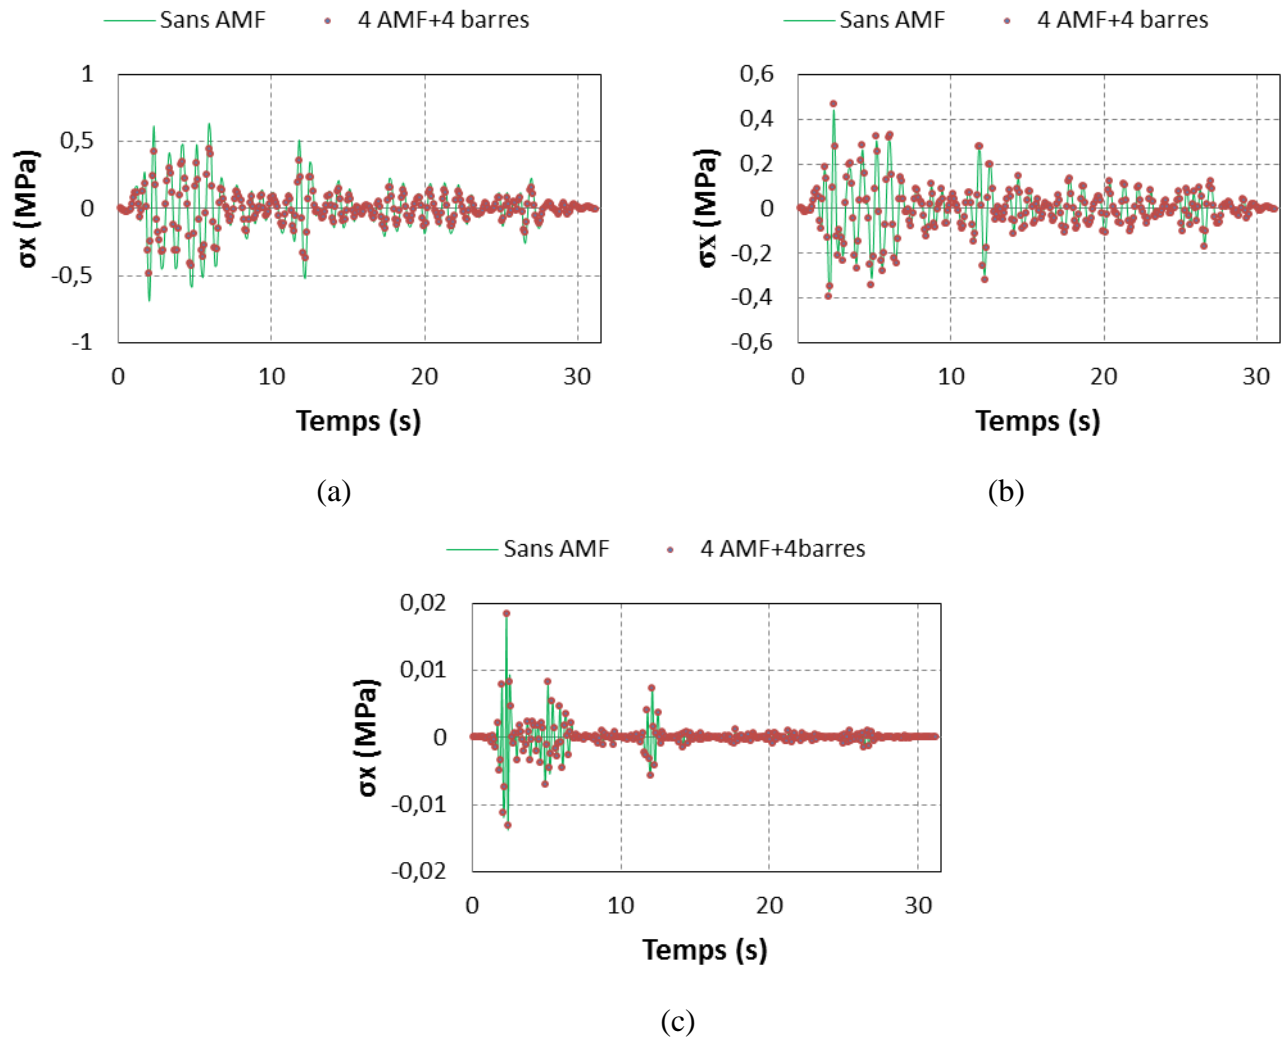 Sans AMF 4 AMF+4 barres
1
0,5
0
-0,5
-1
σx (MPa)
0 10 20 30
Temps (s)
(a)
Sans AMF 4 AMF+4 barres
0,6
0,4
0,2
0
-0,2
-0,4
-0,6
σx (MPa)
0 10 20 30
Temps (s)
(b)
Sans AMF 4 AMF+4barres
0,02
0,01
0
-0,01
-0,02
σx (MPa)
0 10 20 30
Temps (s)
(c)